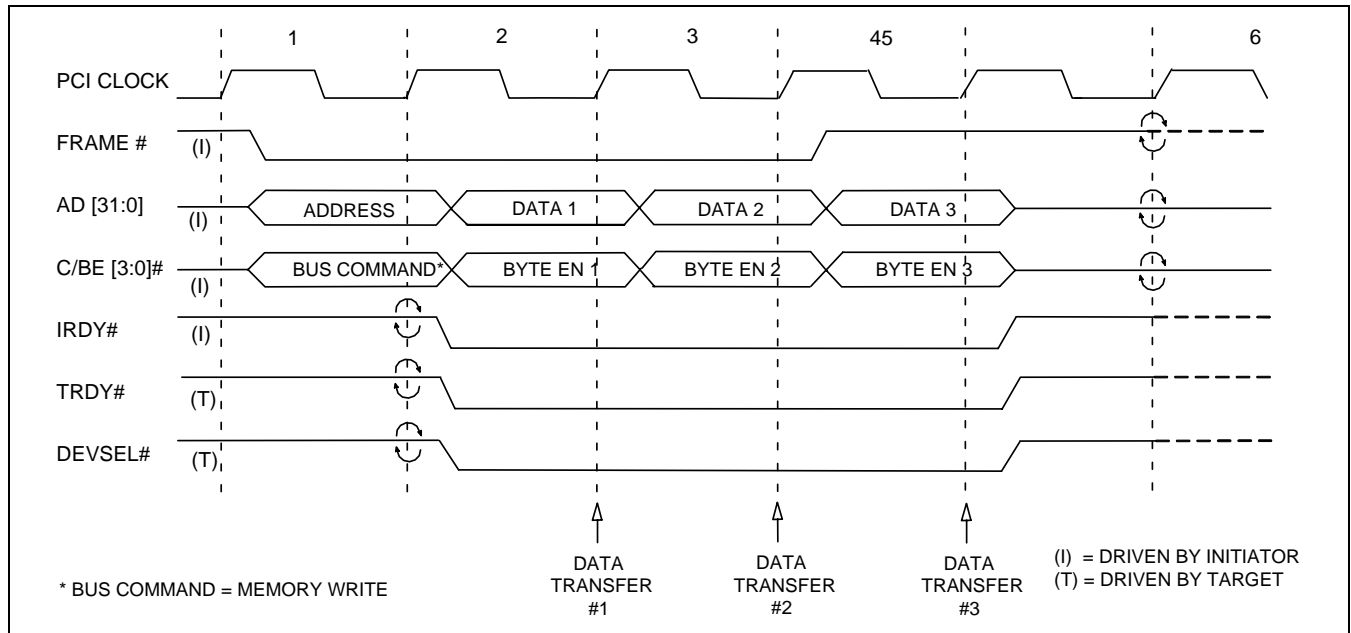 1 2 3 45 6
PCI CLOCK
FRAME # (I)
AD [31:0] (I) ADDRESS DATA 1 DATA 2 DATA 3
C/BE [3:0]# (I) BUS COMMAND* BYTE EN 1 BYTE EN 2 BYTE EN 3
IRDY# (I)
TRDY# (T)
DEVSEL# (T)
DATA TRANSFER #1
DATA TRANSFER #2
DATA TRANSFER #3
(I) = DRIVEN BY INITIATOR
(T) = DRIVEN BY TARGET
* BUS COMMAND = MEMORY WRITE